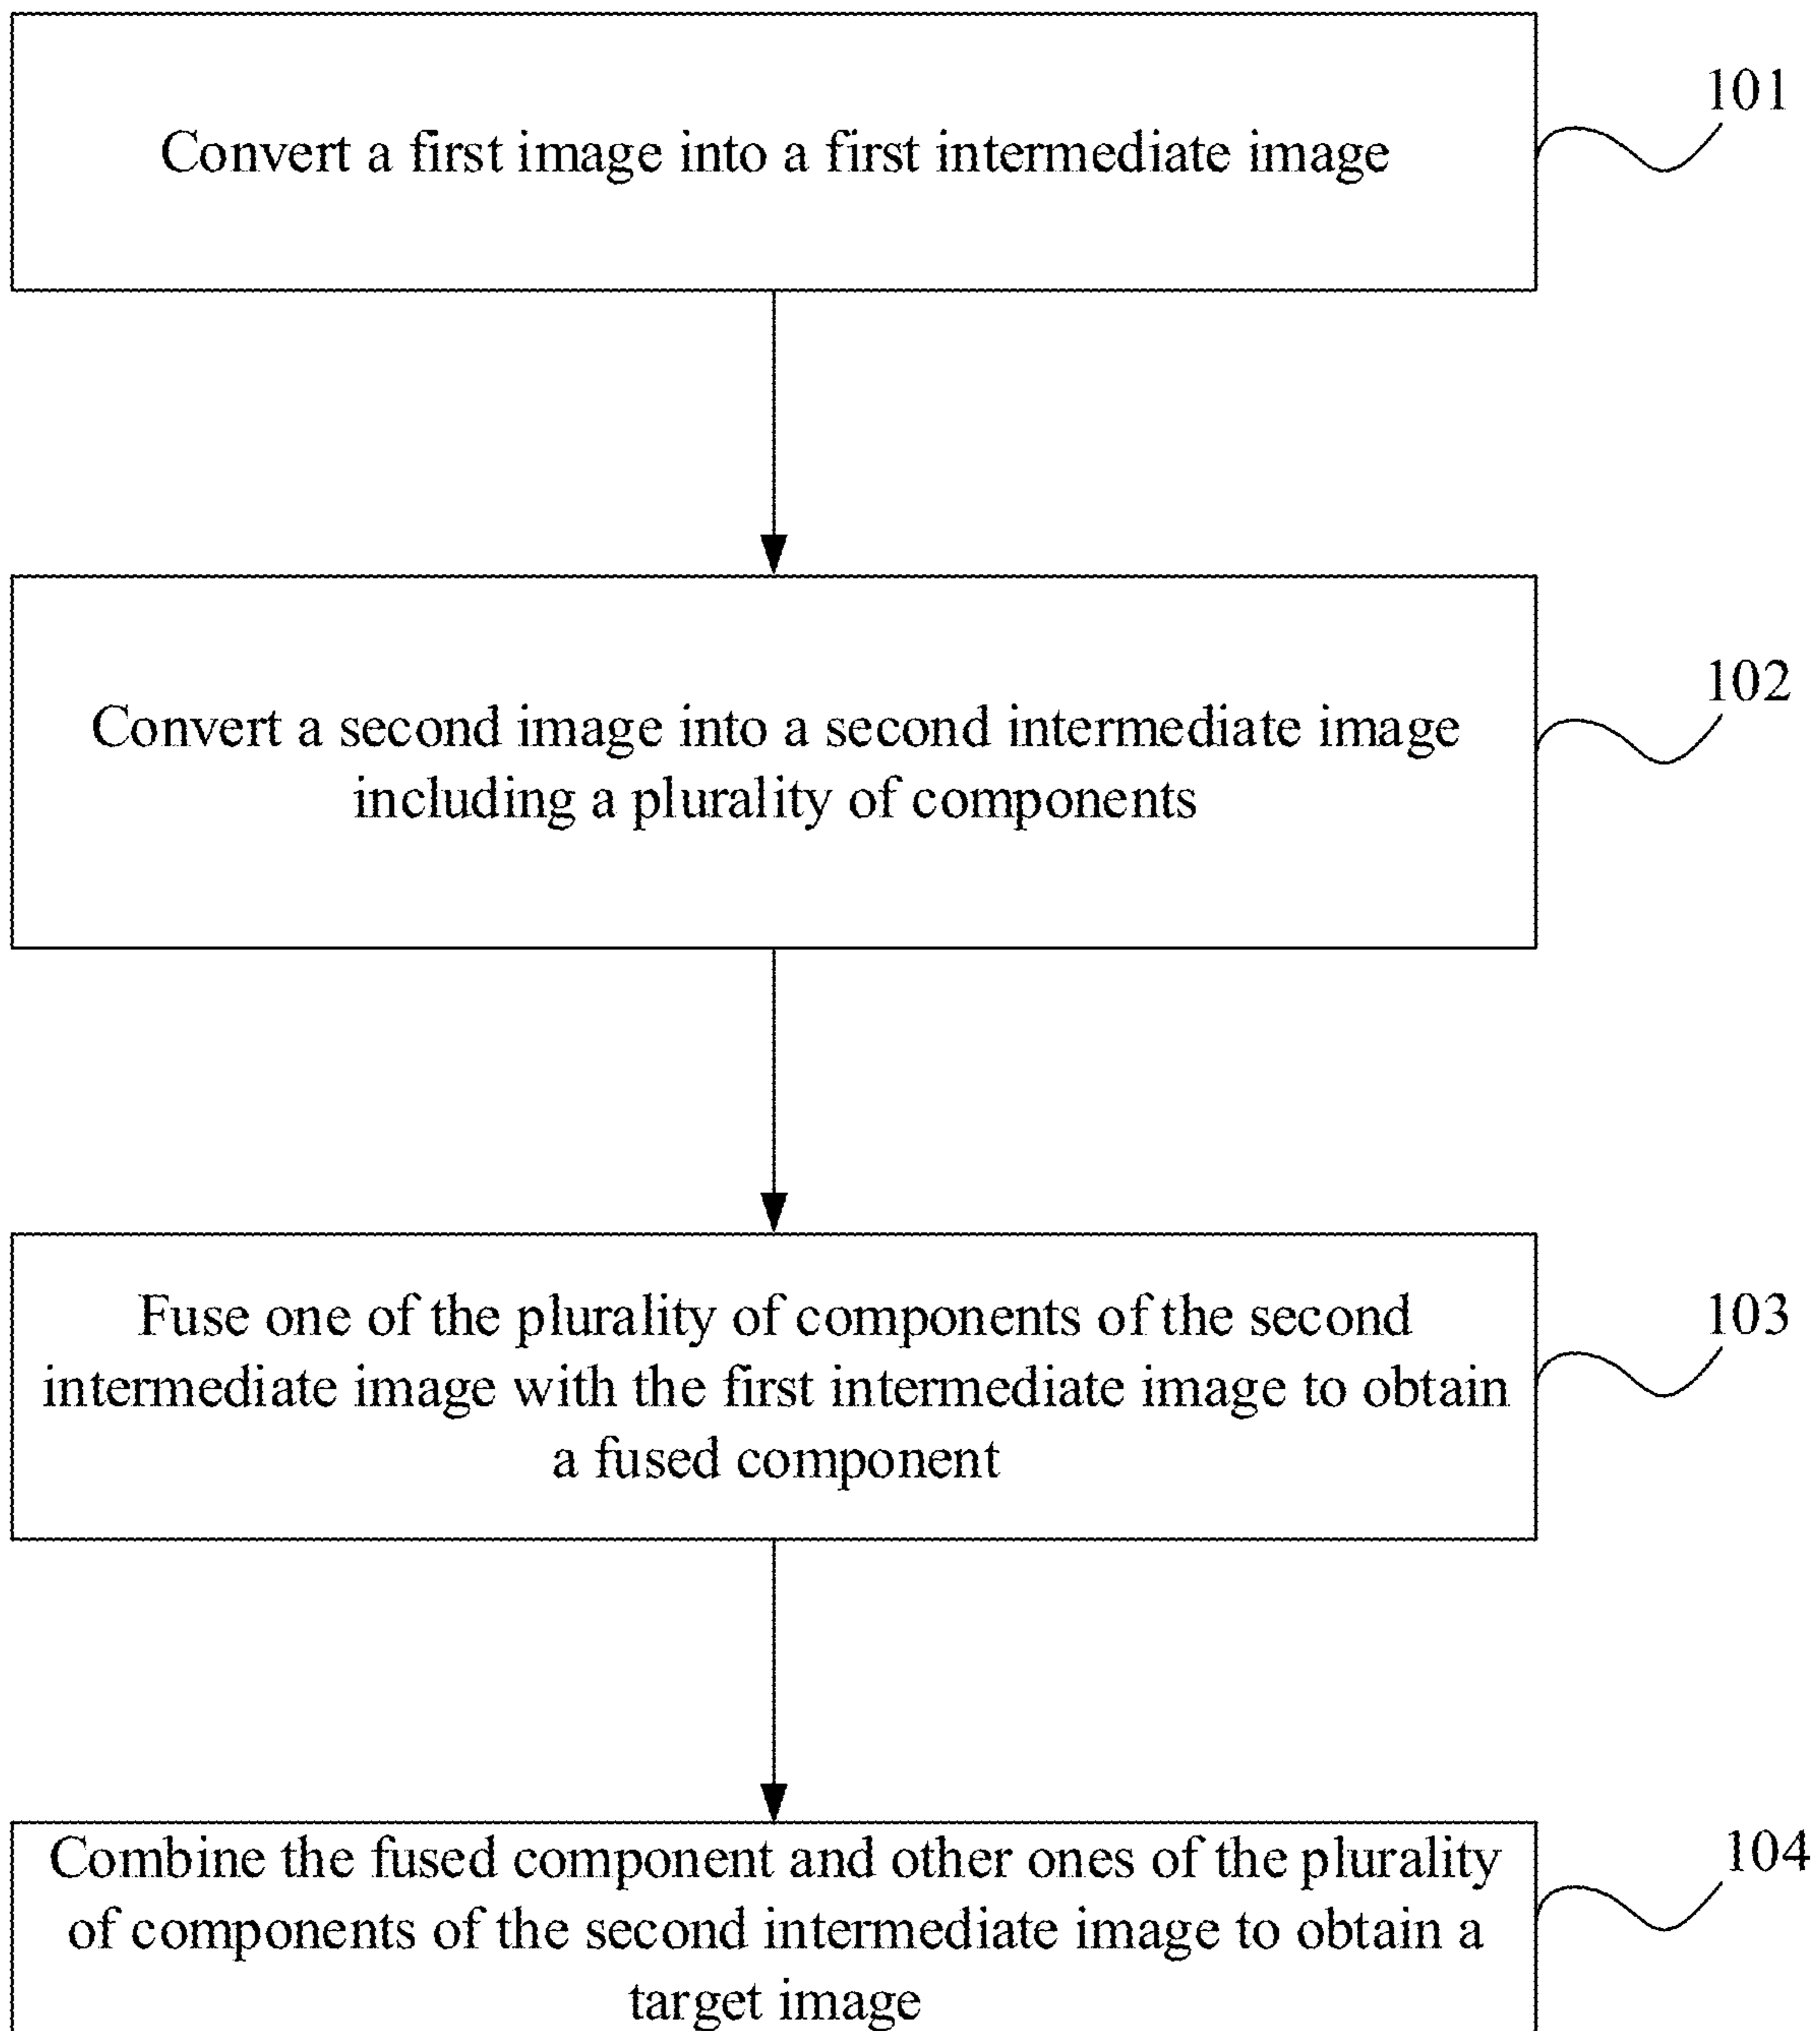 Convert a first image into a first intermediate image
101
Convert a second image into a second intermediate image
including a plurality of components
102
Fuse one of the plurality of components of the second
intermediate image with the first intermediate image to obtain
a fused component
103
Combine the fused component and other ones of the plurality
of components of the second intermediate image to obtain a
target image
104